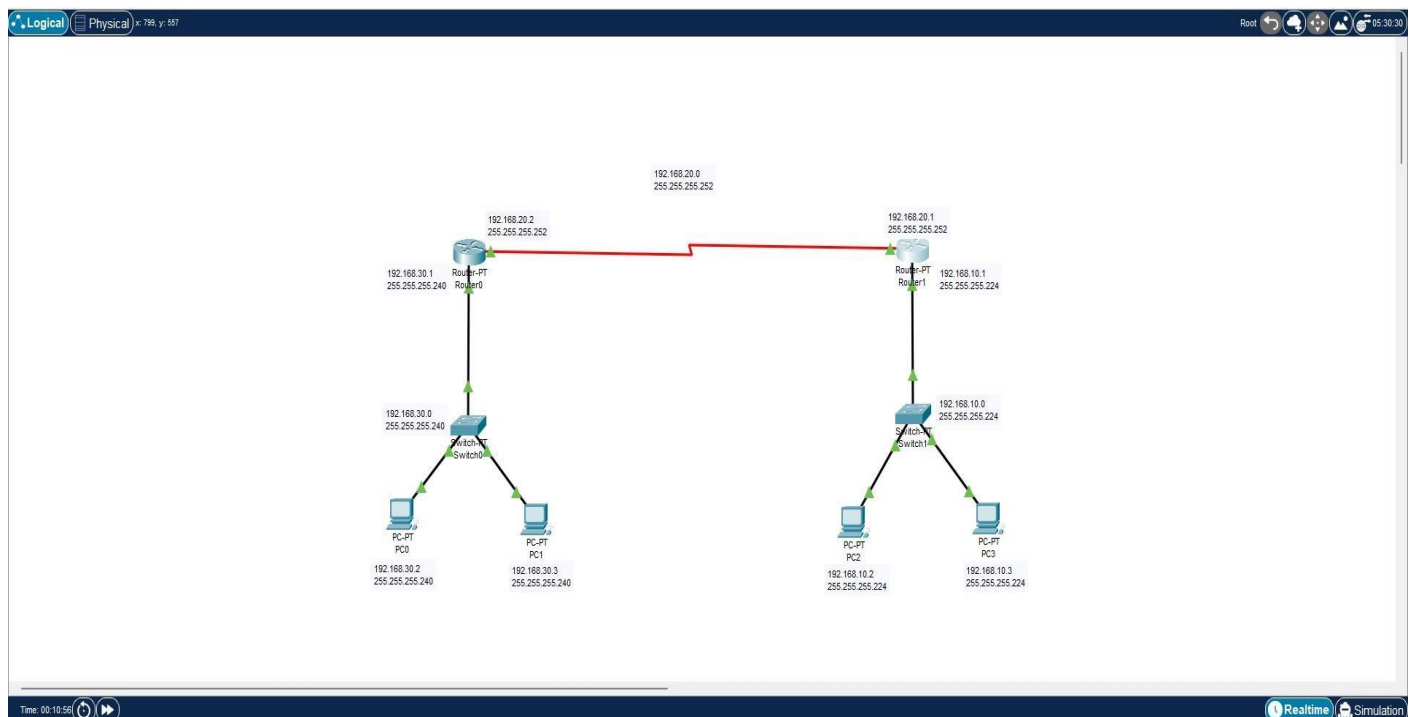 Logical
Physical
x: 799, y: 557
Root
05:30:30
192.168.20.0
255.255.255.252
192.168.20.2
255.255.255.252
192.168.20.1
255.255.255.252
192.168.30.1
255.255.255.240
Router-PT
Router0
Router-PT
Router1
192.168.10.1
255.255.255.224
192.168.30.0
255.255.255.240
Switch-PT
Switch0
192.168.10.0
255.255.255.224
Switch-PT
Switch1
PC-PT
PC0
PC-PT
PC1
PC-PT
PC2
PC-PT
PC3
192.168.30.2
255.255.255.240
192.168.30.3
255.255.255.240
192.168.10.2
255.255.255.224
192.168.10.3
255.255.255.224
Time: 00:10:56
Realtime
Simulation